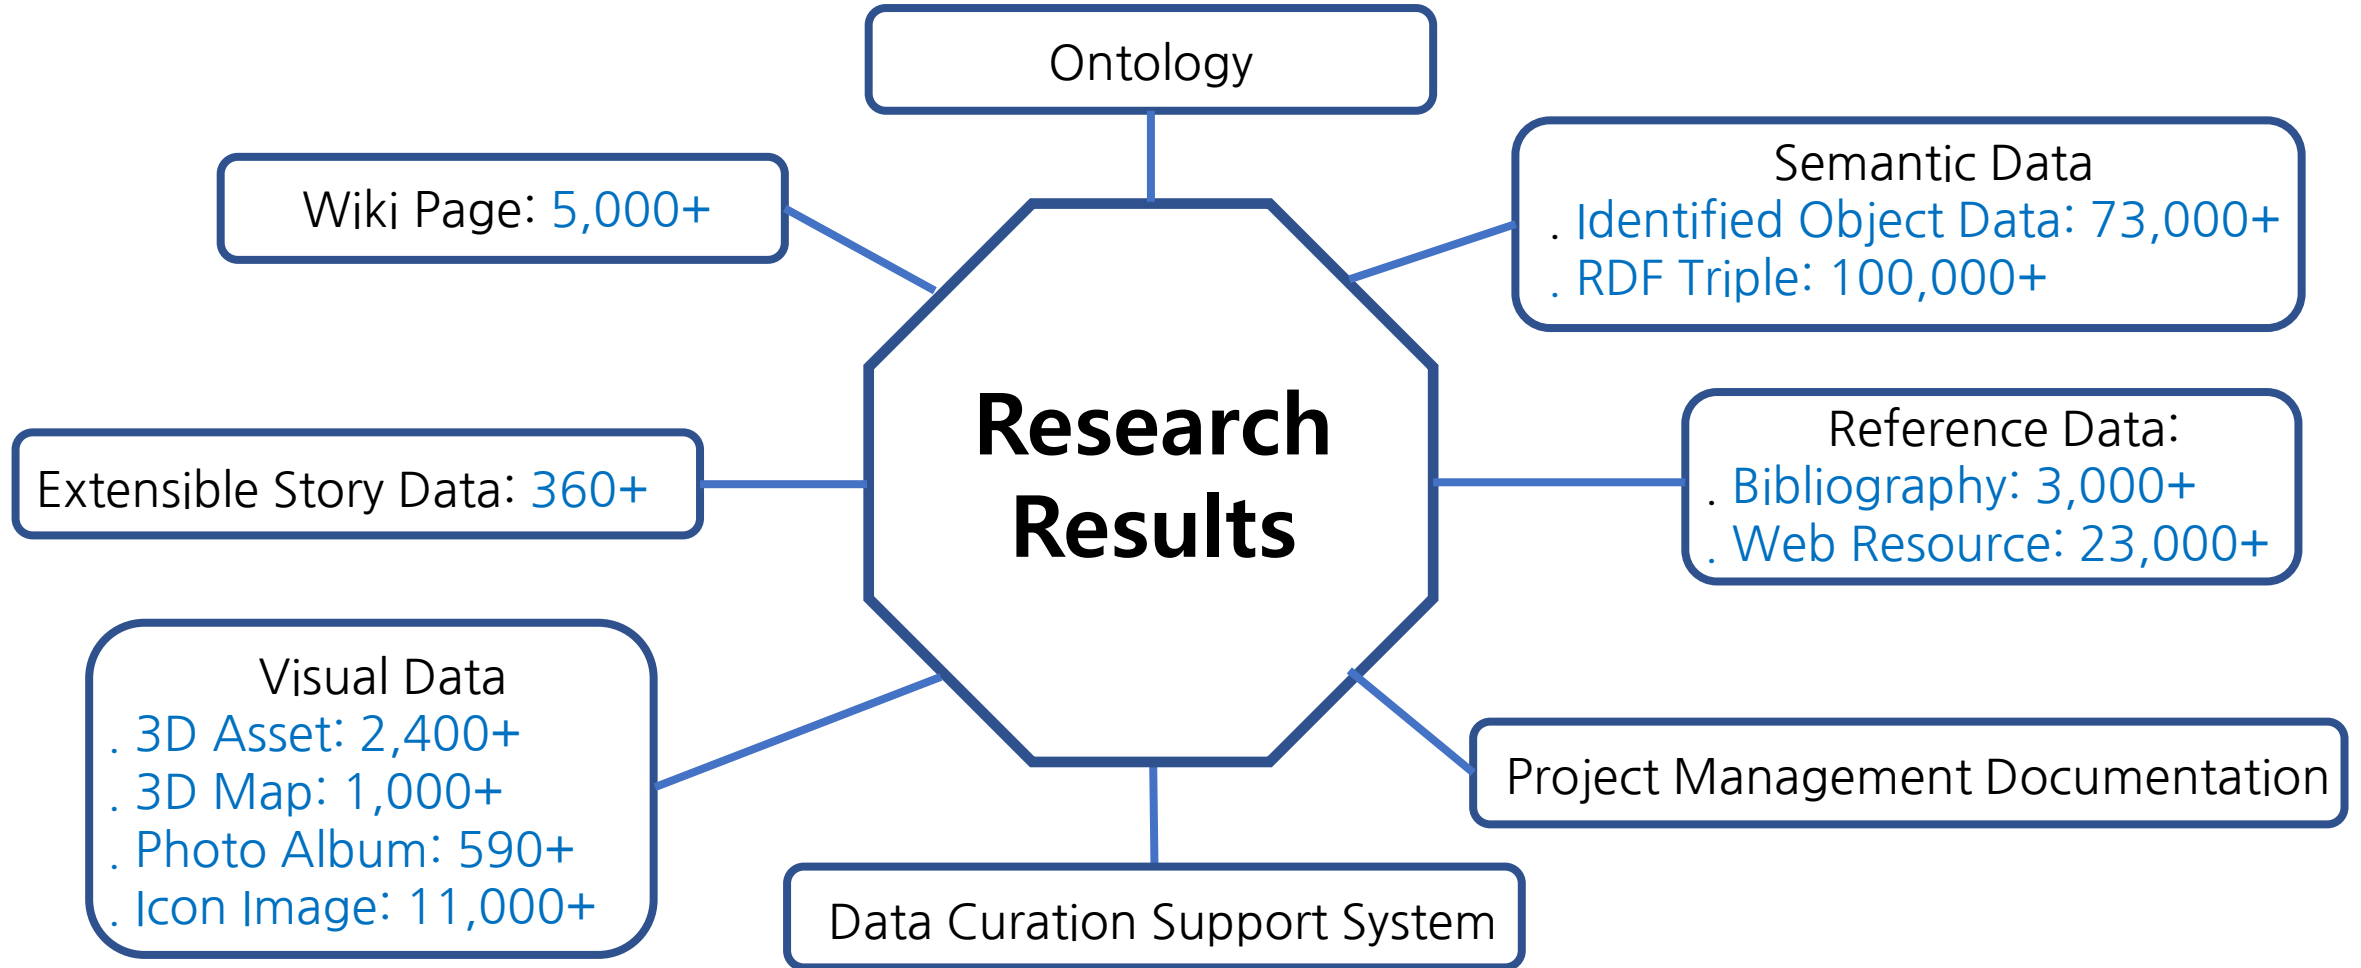 Ontology
Wiki Page: 5,000+
Semantic Data
. Identified Object Data: 73,000+
. RDF Triple: 100,000+
Research
Results
Extensible Story Data: 360+
Reference Data:
. Bibliography: 3,000+
. Web Resource: 23,000+
Visual Data
. 3D Asset: 2,400+
. 3D Map: 1,000+
. Photo Album: 590+
. Icon Image: 11,000+
Project Management Documentation
Data Curation Support System